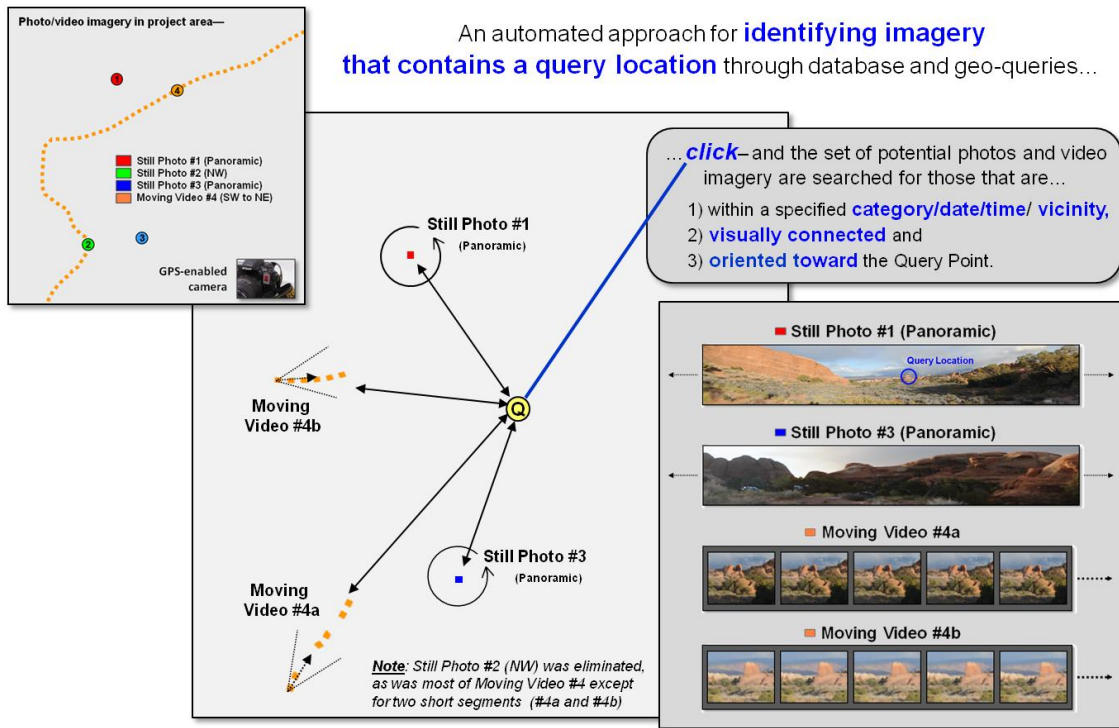 An automated approach for identifying imagery
that contains a query location through database and geo-queries…
Photo/video imagery in project area—
1
4
Still Photo #1 (Panoramic)
Still Photo #2 (NW)
Still Photo #3 (Panoramic)
Moving Video #4 (SW to NE)
2
3
GPS-enabled
camera
…click– and the set of potential photos and video
imagery are searched for those that are…
1) within a specified category/date/time/ vicinity,
2) visually connected and
3) oriented toward the Query Point.
Still Photo #1
(Panoramic)
Moving
Video #4b
Q
Still Photo #3
(Panoramic)
Moving
Video #4a
Note: Still Photo #2 (NW) was eliminated,
as was most of Moving Video #4 except
for two short segments (#4a and #4b)
Still Photo #1 (Panoramic)
Query Location
Still Photo #3 (Panoramic)
Moving Video #4a
Moving Video #4b